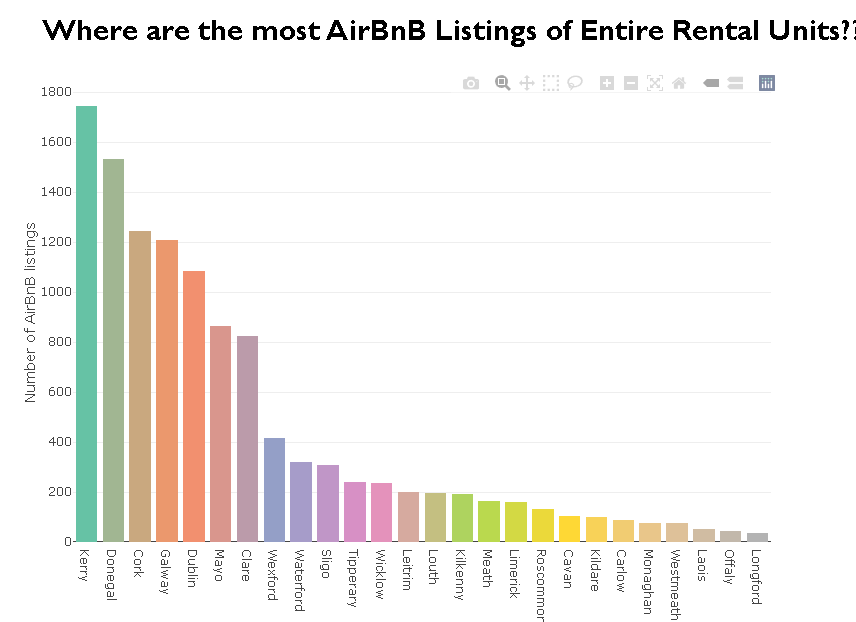 Where are the most AirBnB Listings of Entire Rental Units??
1800
1600
1400
1200
1000
800
600
400
200
0
Number of AirBnB listings
Kerry
Donegal
Cork
Galway
Dublin
Mayo
Clare
Wexford
Waterford
Sligo
Tipperary
Wicklow
Leitrim
Louth
Kilkenny
Meath
Limerick
Roscommon
Cavan
Kildare
Carlow
Monaghan
Westmeath
Laois
Offaly
Longford